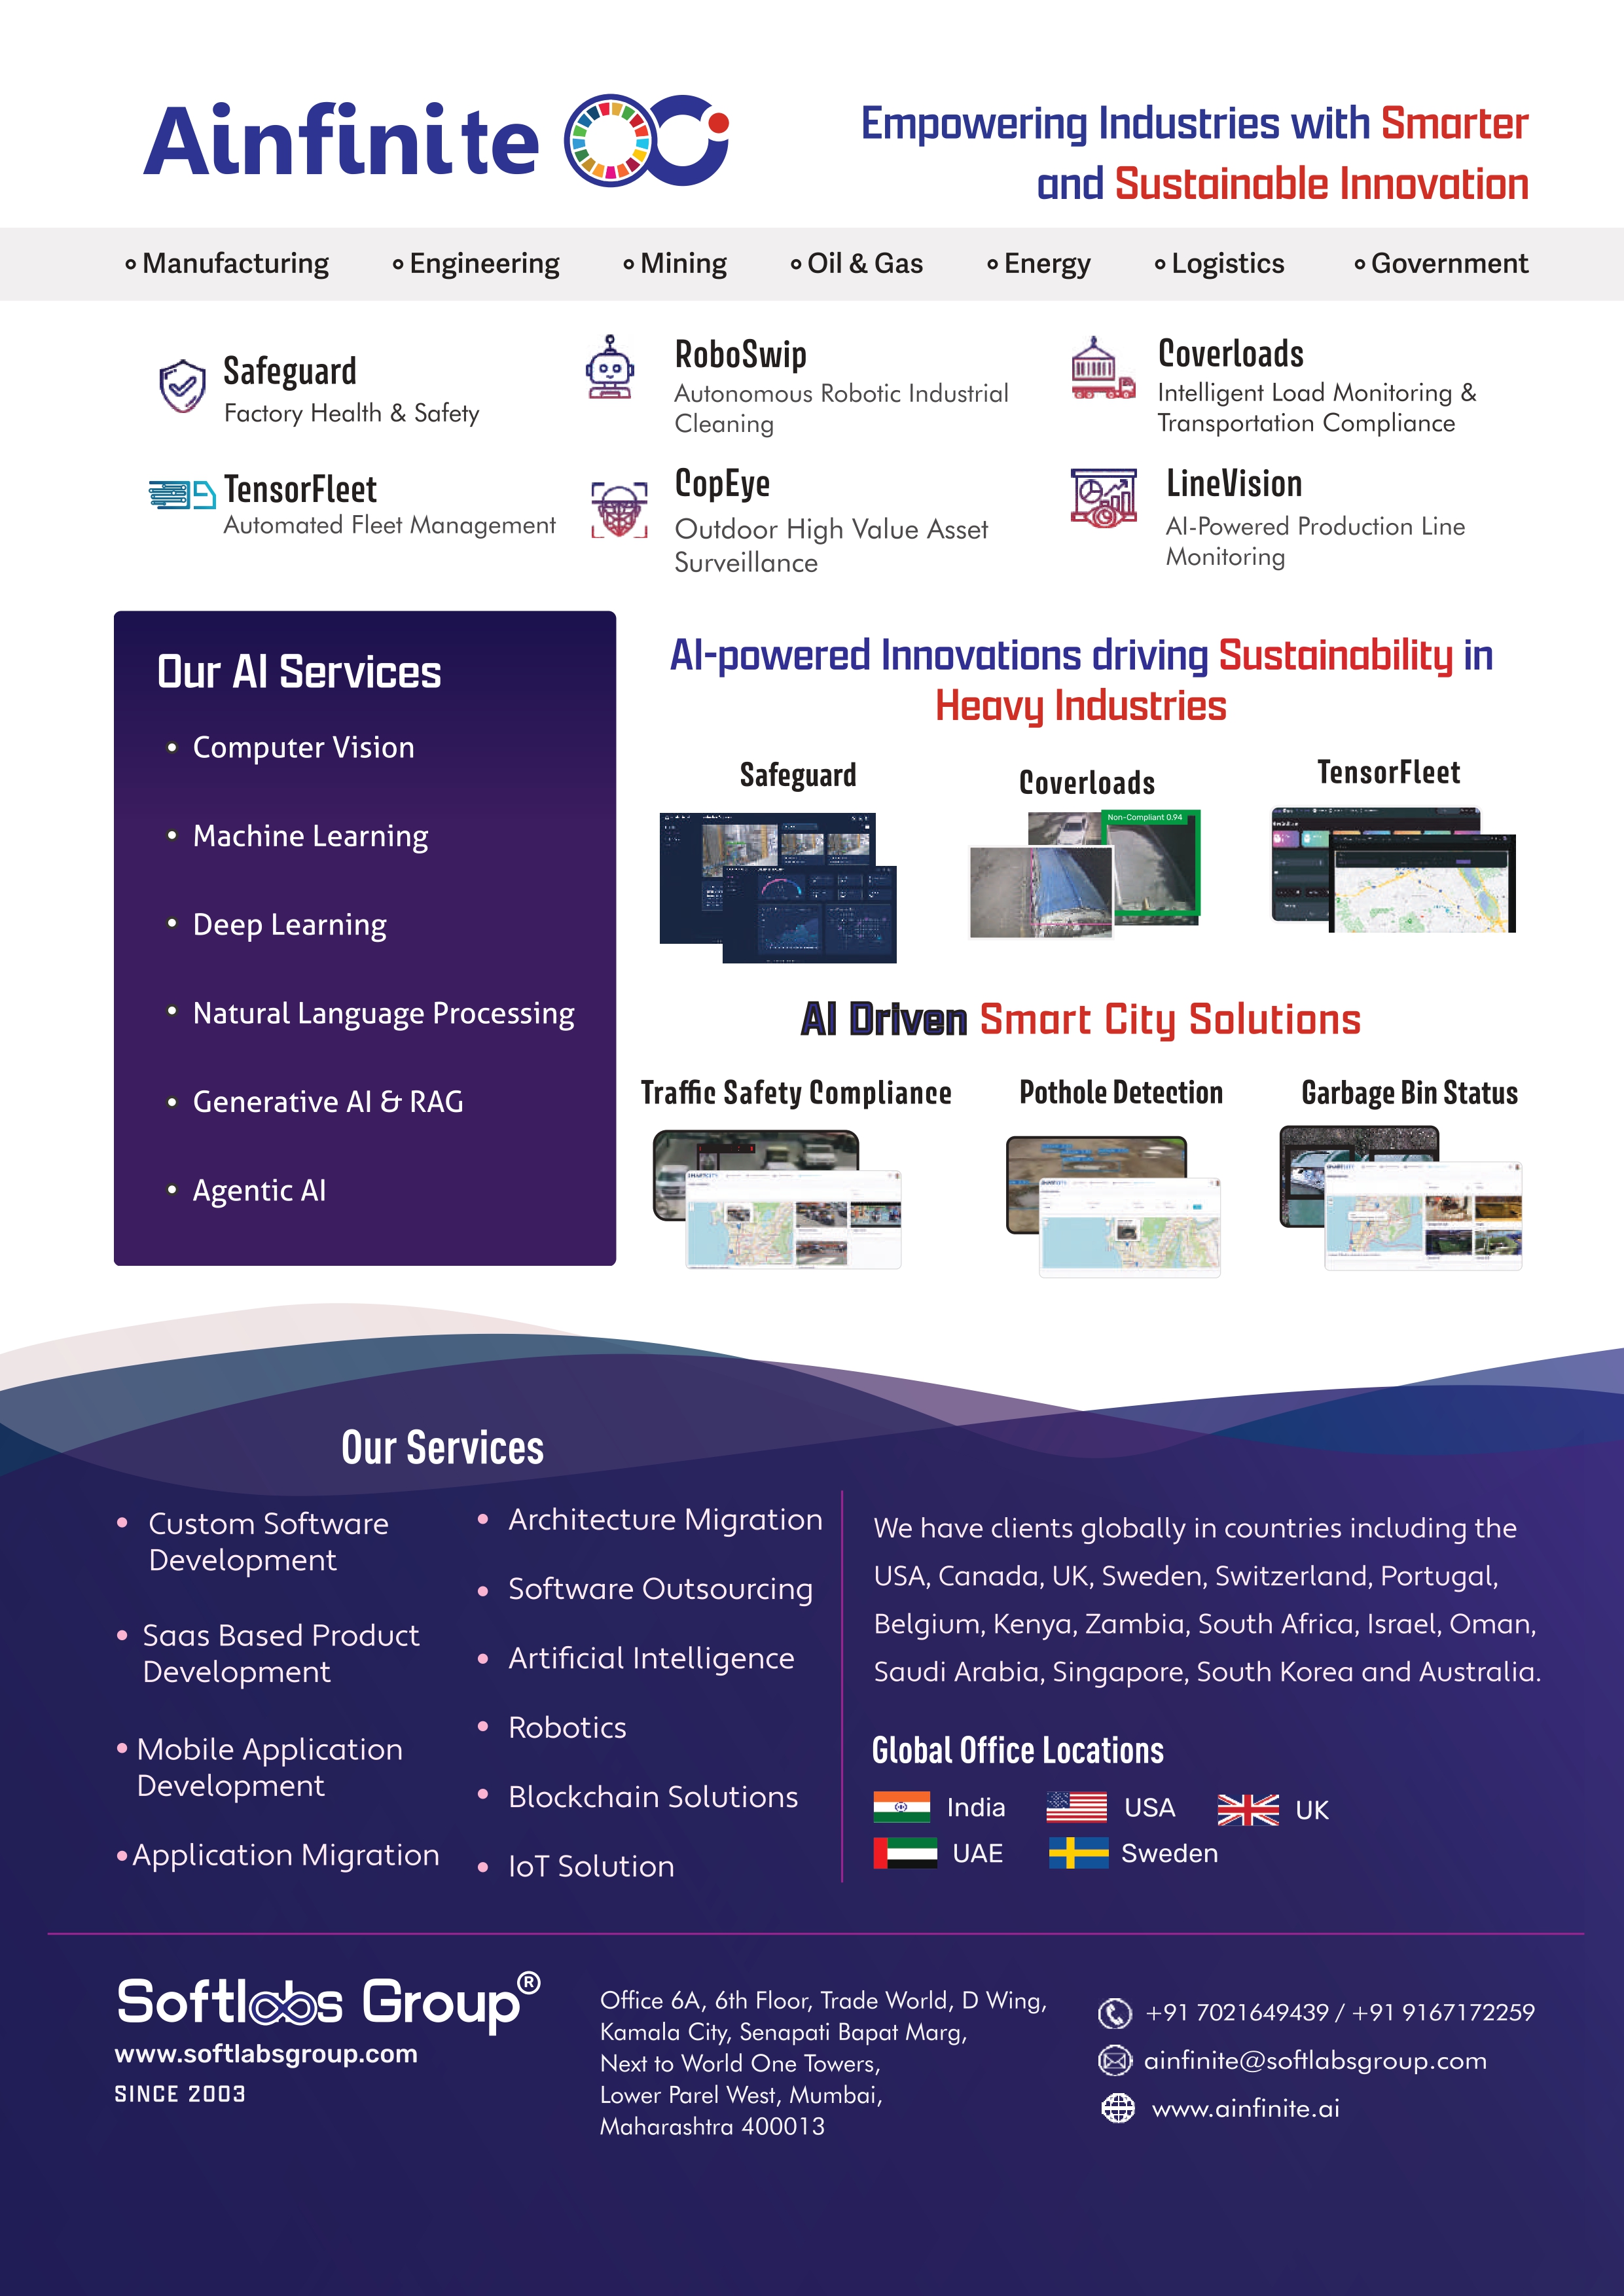 Ainfinite
Empowering Industries with Smarter
and Sustainable Innovation
Manufacturing
Engineering
Mining
Oil & Gas
Energy
Logistics
Government
Safeguard
Factory Health & Safety
RoboSwip
Autonomous Robotic Industrial
Cleaning
Coverloads
Intelligent Load Monitoring &
Transportation Compliance
TensorFleet
Automated Fleet Management
CopEye
Outdoor High Value Asset
Surveillance
LineVision
AI-Powered Production Line
Monitoring
Our AI Services
• Computer Vision
• Machine Learning
• Deep Learning
• Natural Language Processing
• Generative AI & RAG
• Agentic AI
AI-powered Innovations driving Sustainability in
Heavy Industries
Safeguard
Coverloads
TensorFleet
Non-Compliant 0.94
AI Driven Smart City Solutions
Traffic Safety Compliance
Pothole Detection
Garbage Bin Status
Our Services
• Custom Software
Development
• Saas Based Product
Development
• Mobile Application
Development
• Application Migration
• Architecture Migration
• Software Outsourcing
• Artificial Intelligence
• Robotics
• Blockchain Solutions
• IoT Solution
We have clients globally in countries including the
USA, Canada, UK, Sweden, Switzerland, Portugal,
Belgium, Kenya, Zambia, South Africa, Israel, Oman,
Saudi Arabia, Singapore, South Korea and Australia.
Global Office Locations
India
USA
UK
UAE
Sweden
Softlabs Group®
www.softlabsgroup.com
SINCE 2003
Office 6A, 6th Floor, Trade World, D Wing,
Kamala City, Senapati Bapat Marg,
Next to World One Towers,
Lower Parel West, Mumbai,
Maharashtra 400013
+91 7021649439 / +91 9167172259
ainfinite@softlabsgroup.com
www.ainfinite.ai